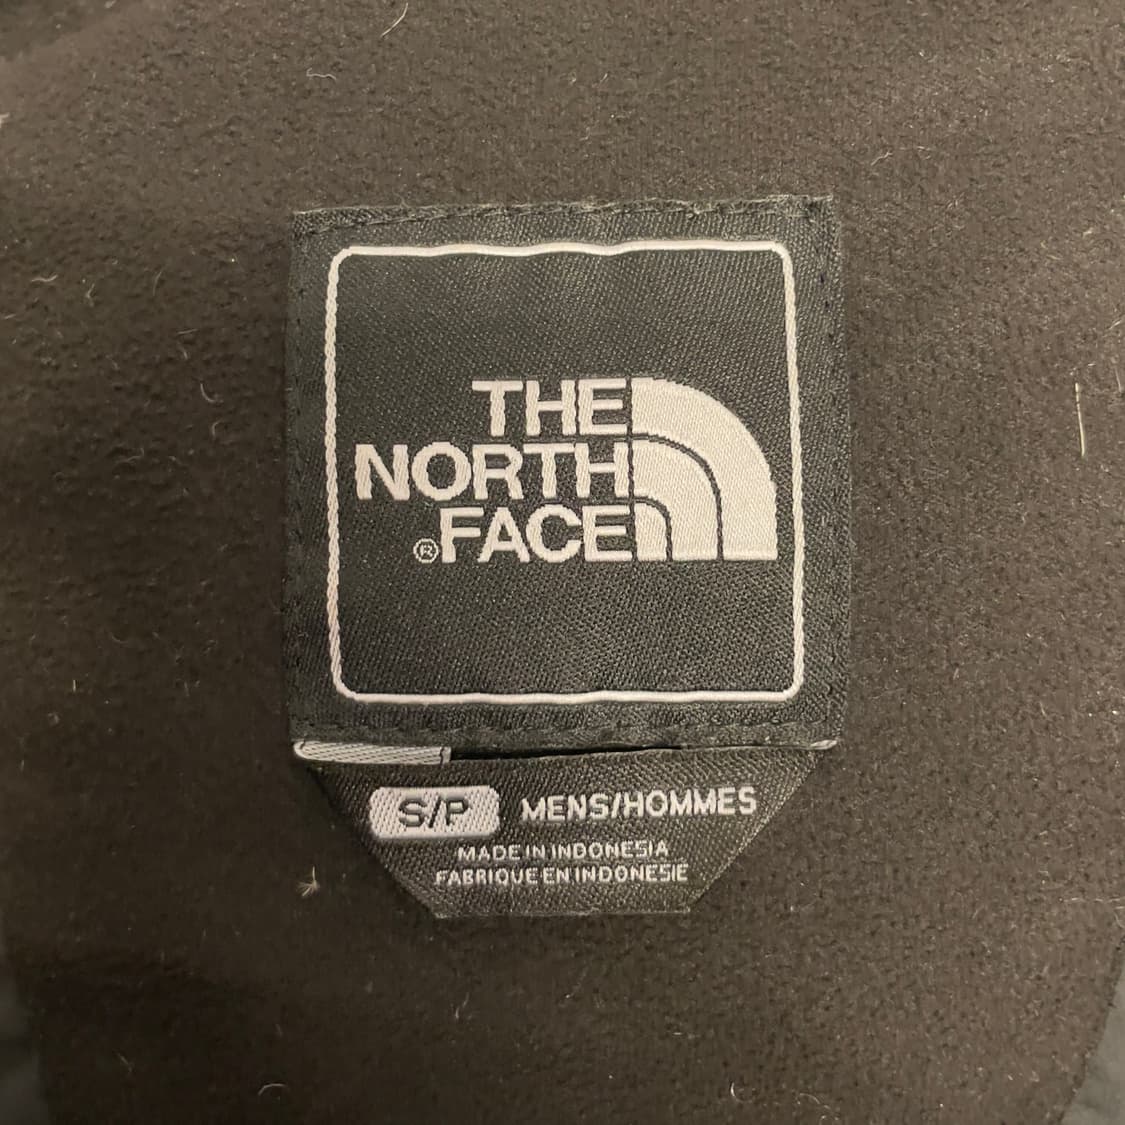 THE
NORTH
®FACE
S/P MENS/HOMMES
MADE IN INDONESIA
FABRIQUE EN INDONESIE